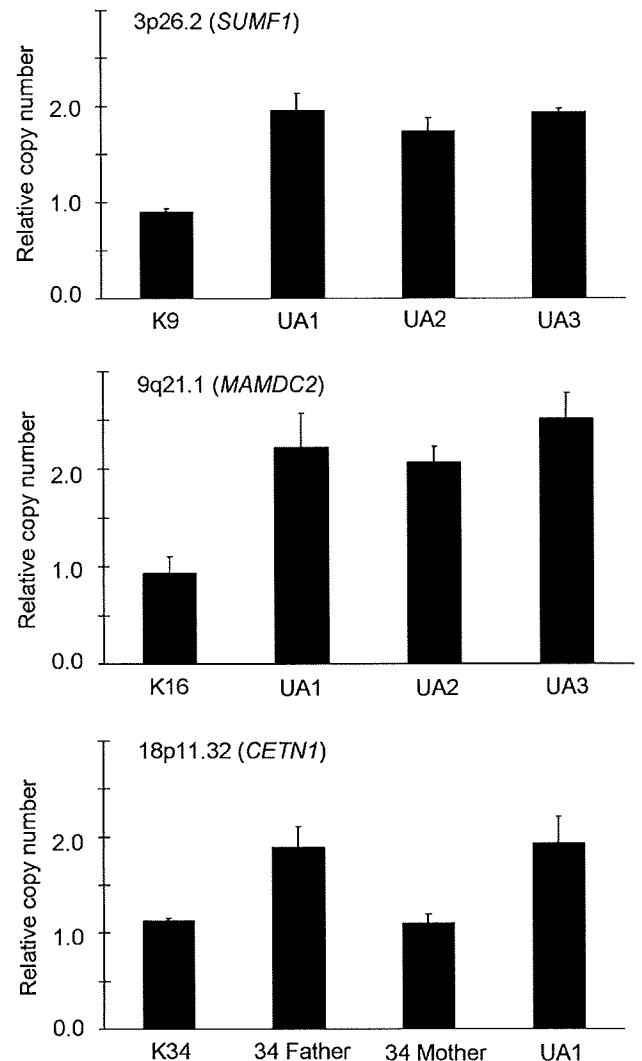 3p26.2 (SUMF1)
Relative copy number
2.0
1.0
0.0
K9 UA1 UA2 UA3
9q21.1 (MAMDC2)
Relative copy number
2.0
1.0
0.0
K16 UA1 UA2 UA3
18p11.32 (CETN1)
Relative copy number
2.0
1.0
0.0
K34 34 Father 34 Mother UA1